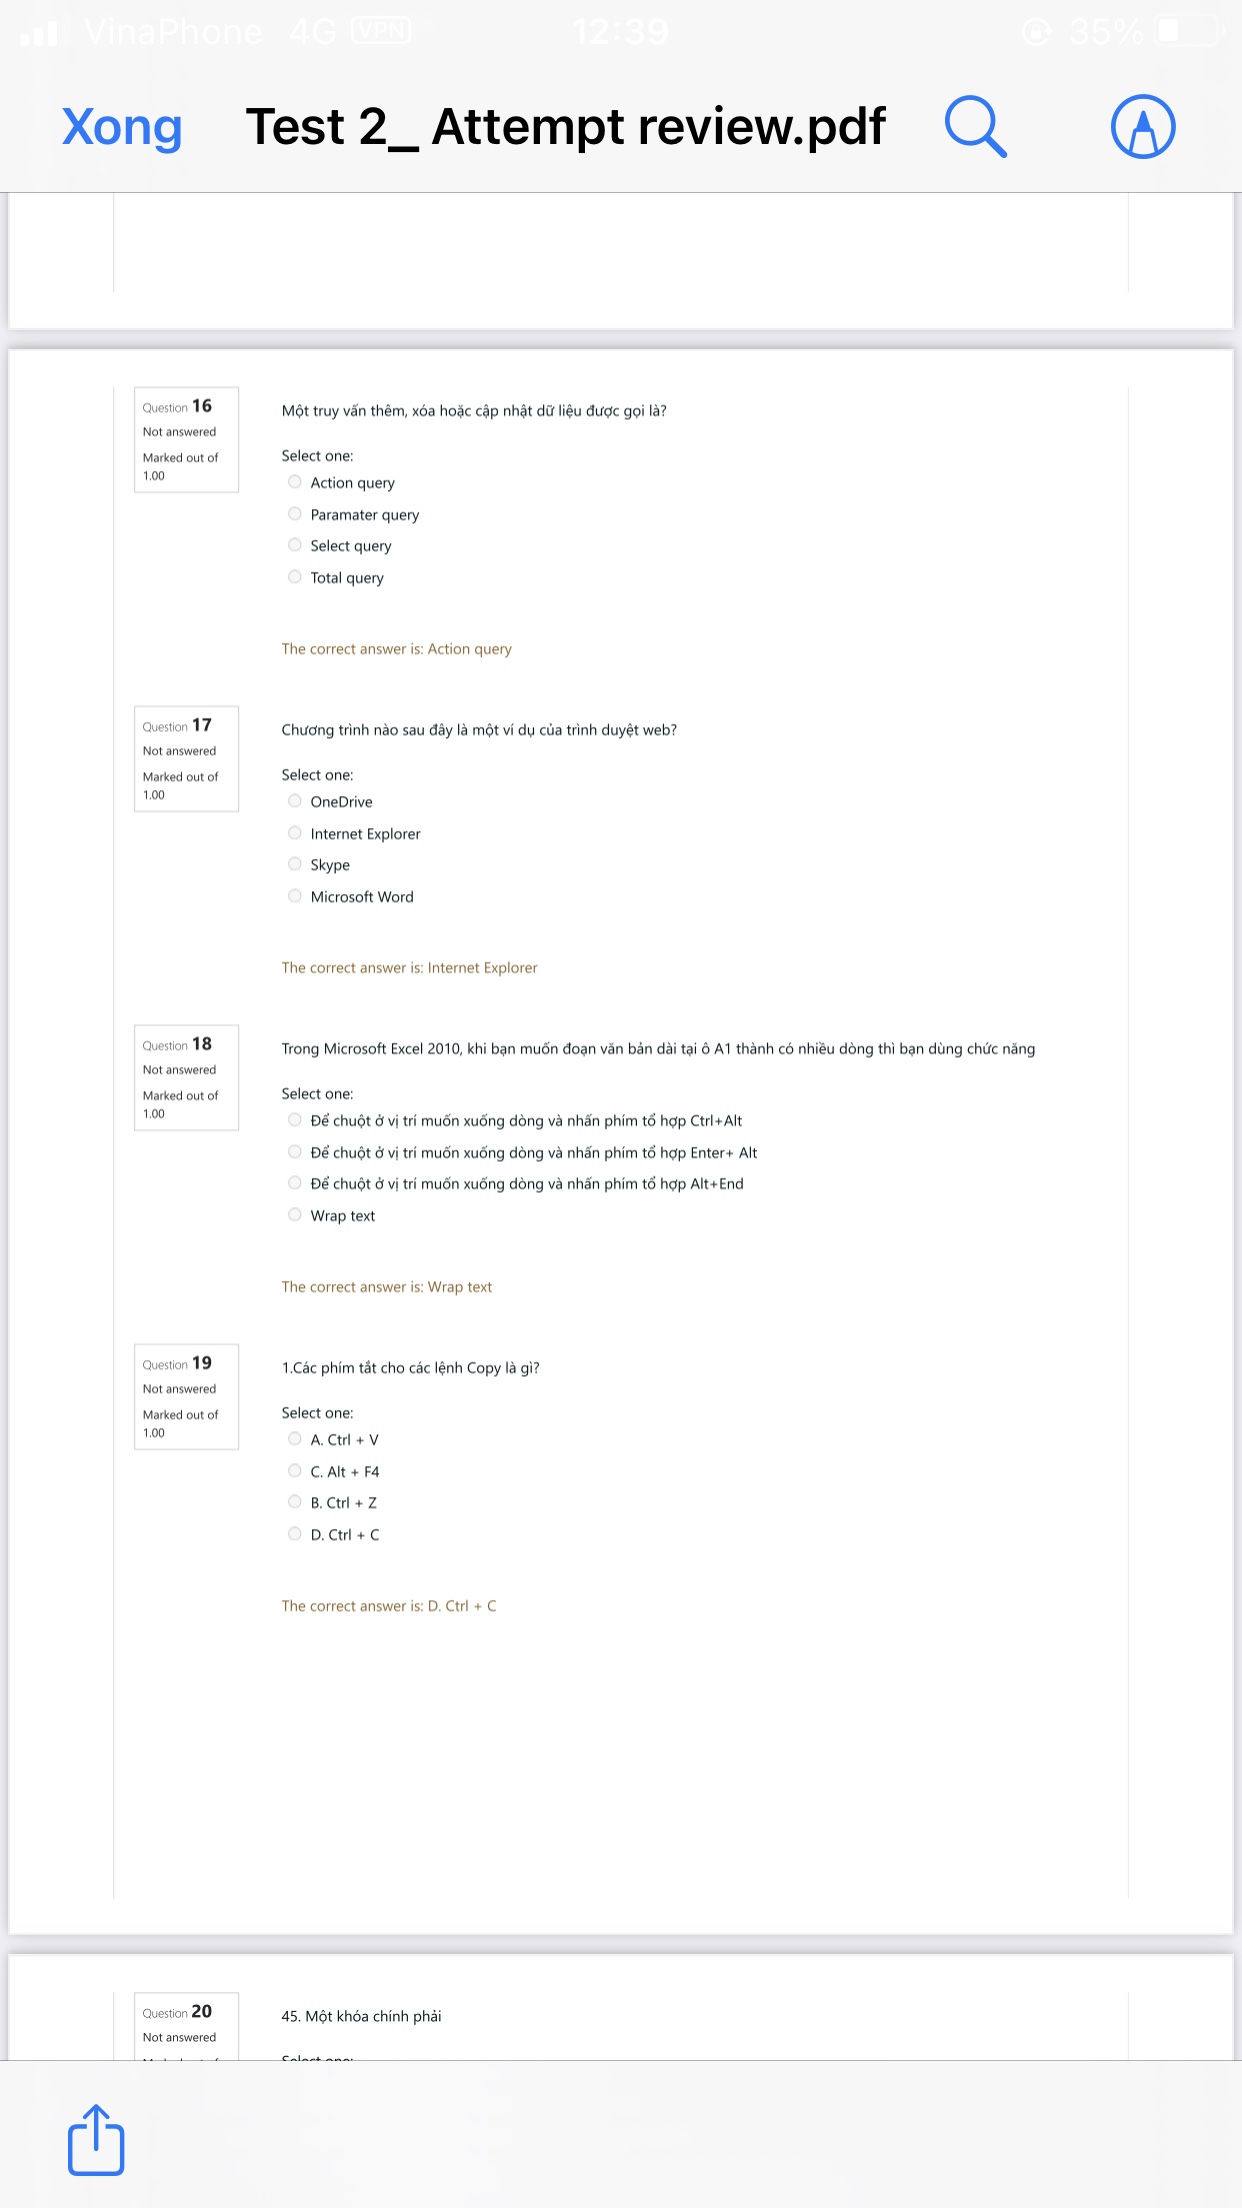 VinaPhone 4G VPN 12:39 35%
Xong Test 2_ Attempt review.pdf
Question 16
Not answered
Marked out of
1.00
Một truy vấn thêm, xóa hoặc cập nhật dữ liệu được gọi là?
Select one:
Action query
Paramater query
Select query
Total query
The correct answer is: Action query
Question 17
Not answered
Marked out of
1.00
Chương trình nào sau đây là một ví dụ của trình duyệt web?
Select one:
OneDrive
Internet Explorer
Skype
Microsoft Word
The correct answer is: Internet Explorer
Question 18
Not answered
Marked out of
1.00
Trong Microsoft Excel 2010, khi bạn muốn đoạn văn bản dài tại ô A1 thành có nhiều dòng thì bạn dùng chức năng
Select one:
Để chuột ở vị trí muốn xuống dòng và nhấn phím tổ hợp Ctrl+Alt
Để chuột ở vị trí muốn xuống dòng và nhấn phím tổ hợp Enter+ Alt
Để chuột ở vị trí muốn xuống dòng và nhấn phím tổ hợp Alt+End
Wrap text
The correct answer is: Wrap text
Question 19
Not answered
Marked out of
1.00
1.Các phím tắt cho các lệnh Copy là gì?
Select one:
A. Ctrl + V
C. Alt + F4
B. Ctrl + Z
D. Ctrl + C
The correct answer is: D. Ctrl + C
Question 20
Not answered
45. Một khóa chính phải
Select one: